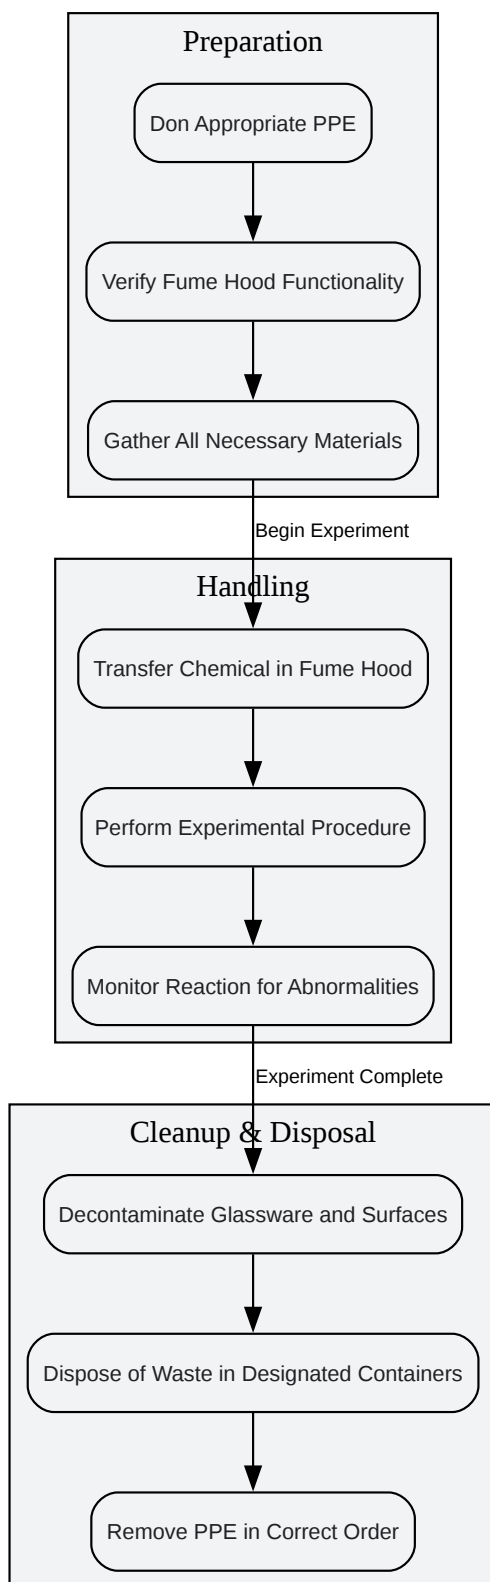 Preparation
Don Appropriate PPE
Verify Fume Hood Functionality
Gather All Necessary Materials
Begin Experiment
Handling
Transfer Chemical in Fume Hood
Perform Experimental Procedure
Monitor Reaction for Abnormalities
Experiment Complete
Cleanup & Disposal
Decontaminate Glassware and Surfaces
Dispose of Waste in Designated Containers
Remove PPE in Correct Order